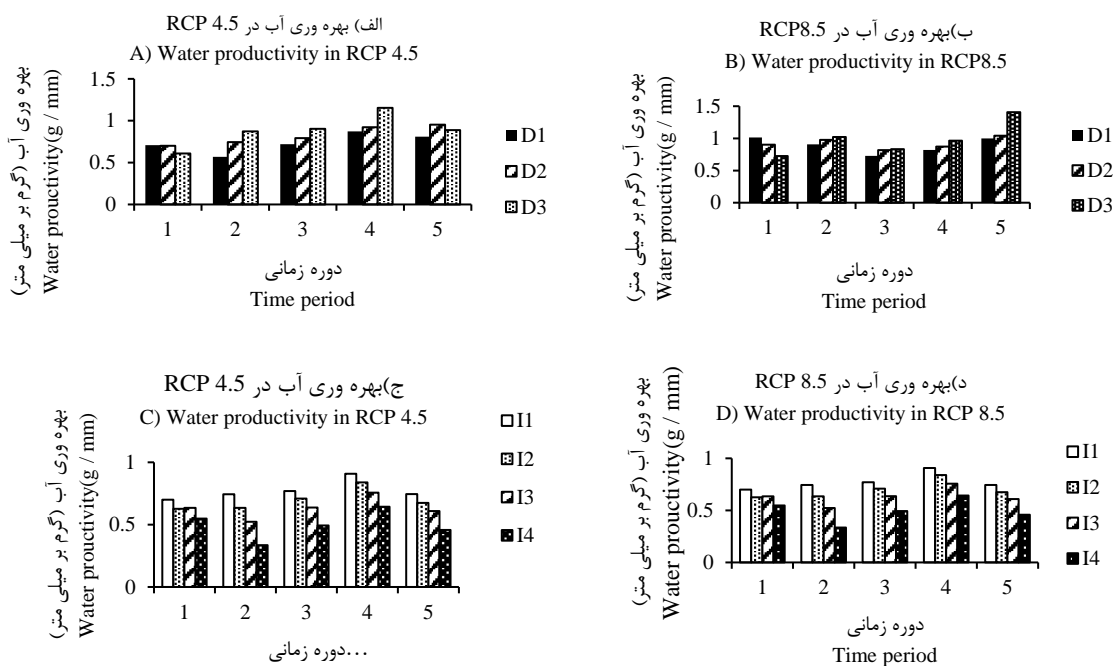 الف) بهره وری آب در RCP 4.5
A) Water productivity in RCP 4.5
بهره وری آب (گرم بر میلی متر)
Water prouctivity(g / mm)
1.5
1
0.5
0
1 2 3 4 5
دوره زمانی
Time period
D1
D2
D3
ب)بهره وری آب در RCP8.5
B) Water productivity in RCP8.5
بهره وری آب (گرم بر میلی متر)
Water prouctivity(g / mm)
1.5
1
0.5
0
1 2 3 4 5
دوره زمانی
Time period
D1
D2
D3
ج)بهره وری آب در RCP 4.5
C) Water productivity in RCP 4.5
بهره وری آب (گرم بر میلی متر)
Water prouctivity(g / mm)
1
0.5
0
1 2 3 4 5
دوره زمانی...
I1
I2
I3
I4
د)بهره وری آب در RCP 8.5
D) Water productivity in RCP 8.5
بهره وری آب (گرم بر میلی متر)
Water prouctivity(g / mm)
1
0.5
0
1 2 3 4 5
دوره زمانی
Time period
I1
I2
I3
I4